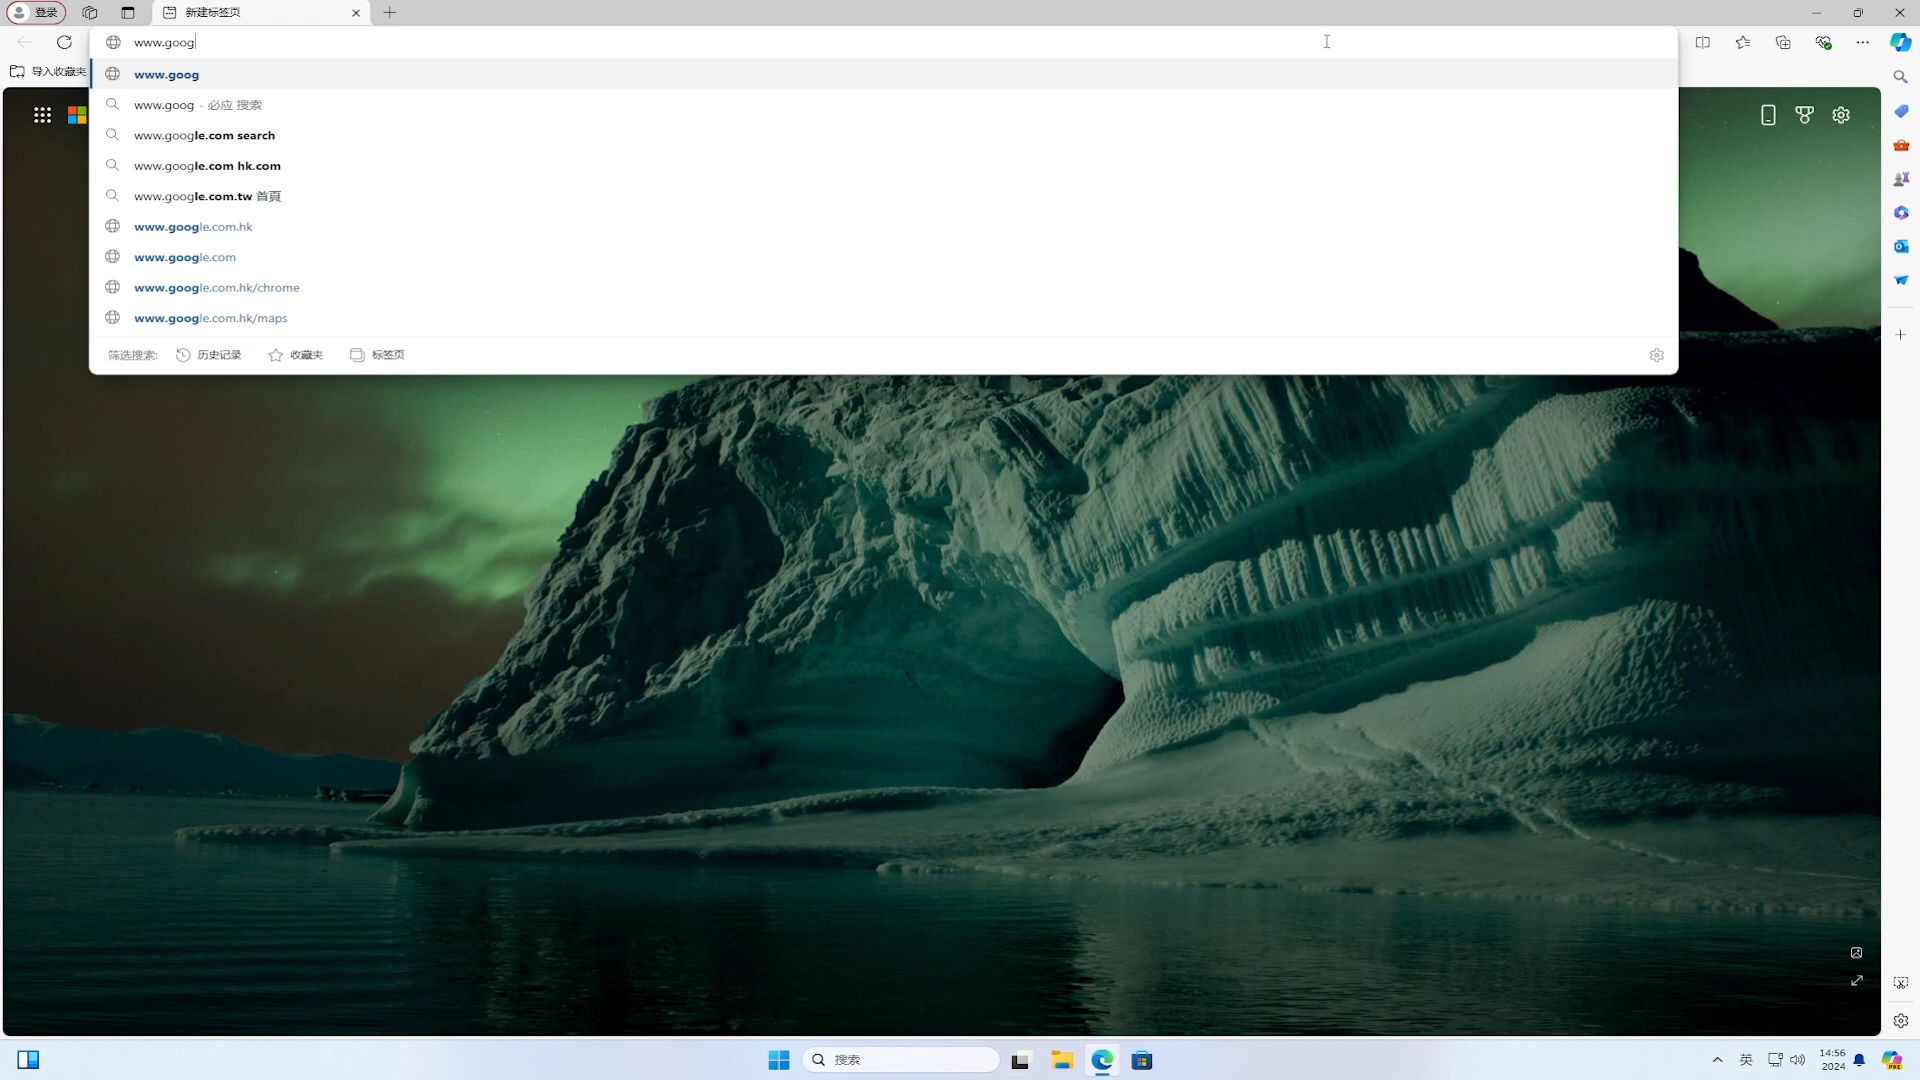 登录
新建标签页
www.goog
导入收藏夹
www.goog
www.goog - 必应 搜索
www.google.com search
www.google.com hk.com
www.google.com.tw 首頁
www.google.com.hk
www.google.com
www.google.com.hk/chrome
www.google.com.hk/maps
筛选搜索: 历史记录 收藏夹 标签页
搜索
英
14:56
2024
PRE